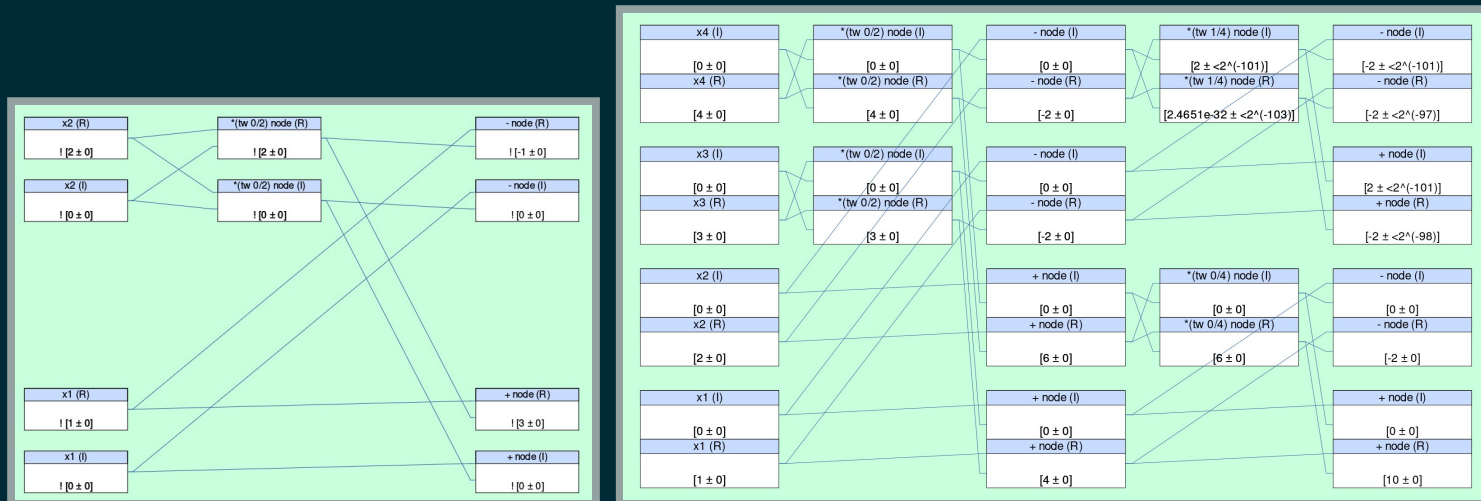 x2 (R)
! [2 ± 0]
x2 (I)
! [0 ± 0]
*(tw 0/2) node (R)
! [2 ± 0]
*(tw 0/2) node (I)
! [0 ± 0]
- node (R)
! [-1 ± 0]
- node (I)
! [0 ± 0]
x1 (R)
! [1 ± 0]
x1 (I)
! [0 ± 0]
+ node (R)
! [3 ± 0]
+ node (I)
! [0 ± 0]
x4 (I)
[0 ± 0]
x4 (R)
[4 ± 0]
x3 (I)
[0 ± 0]
x3 (R)
[3 ± 0]
x2 (I)
[0 ± 0]
x2 (R)
[2 ± 0]
x1 (I)
[0 ± 0]
x1 (R)
[1 ± 0]
*(tw 0/2) node (I)
[0 ± 0]
*(tw 0/2) node (R)
[4 ± 0]
*(tw 0/2) node (I)
[0 ± 0]
*(tw 0/2) node (R)
[3 ± 0]
- node (I)
[0 ± 0]
- node (R)
[-2 ± 0]
- node (I)
[0 ± 0]
- node (R)
[-2 ± 0]
+ node (I)
[0 ± 0]
+ node (R)
[6 ± 0]
+ node (I)
[0 ± 0]
+ node (R)
[4 ± 0]
*(tw 1/4) node (I)
[2 ± <2^(-101)]
*(tw 1/4) node (R)
[2.4651e-32 ± <2^(-103)]
*(tw 0/4) node (I)
[0 ± 0]
*(tw 0/4) node (R)
[6 ± 0]
- node (I)
[-2 ± <2^(-101)]
- node (R)
[-2 ± <2^(-97)]
+ node (I)
[2 ± <2^(-101)]
+ node (R)
[-2 ± <2^(-98)]
- node (I)
[0 ± 0]
- node (R)
[-2 ± 0]
+ node (I)
[0 ± 0]
+ node (R)
[10 ± 0]